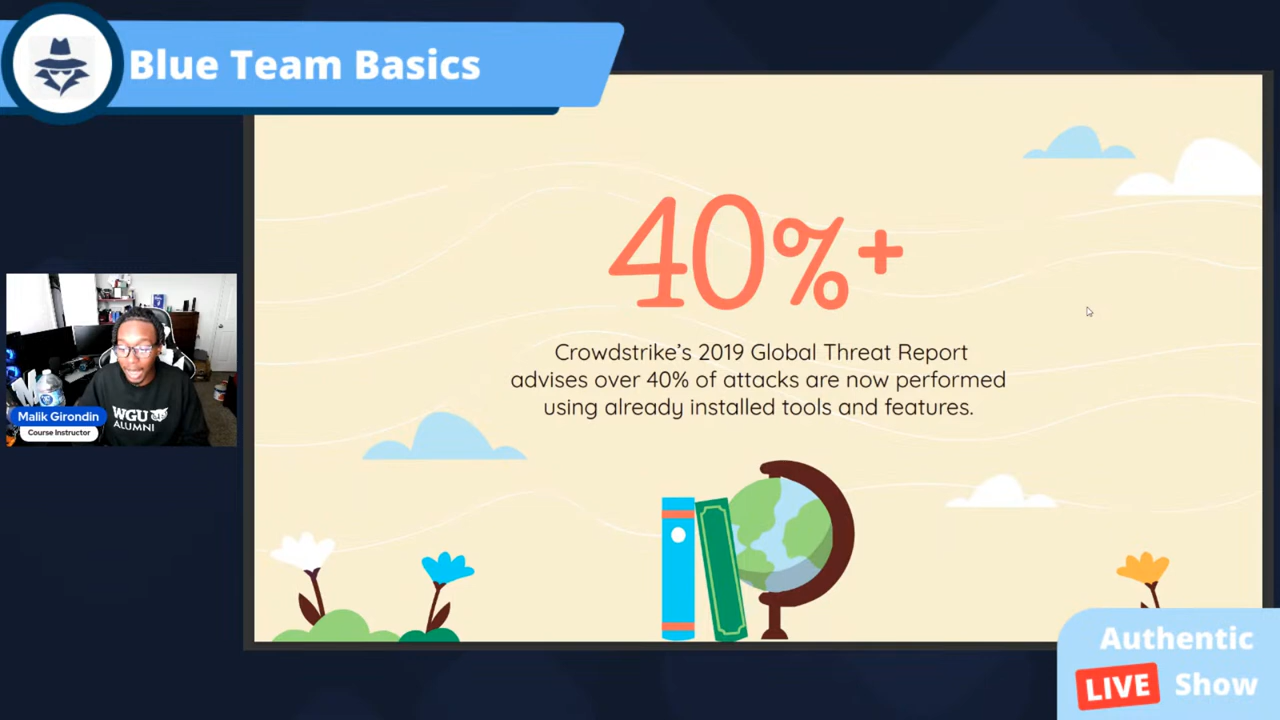 Blue Team Basics
40%+
Crowdstrike's 2019 Global Threat Report
advises over 40% of attacks are now performed
using already installed tools and features.
Malik Girondin
Course Instructor
WGU
ALUMNI
Authentic
LIVE Show